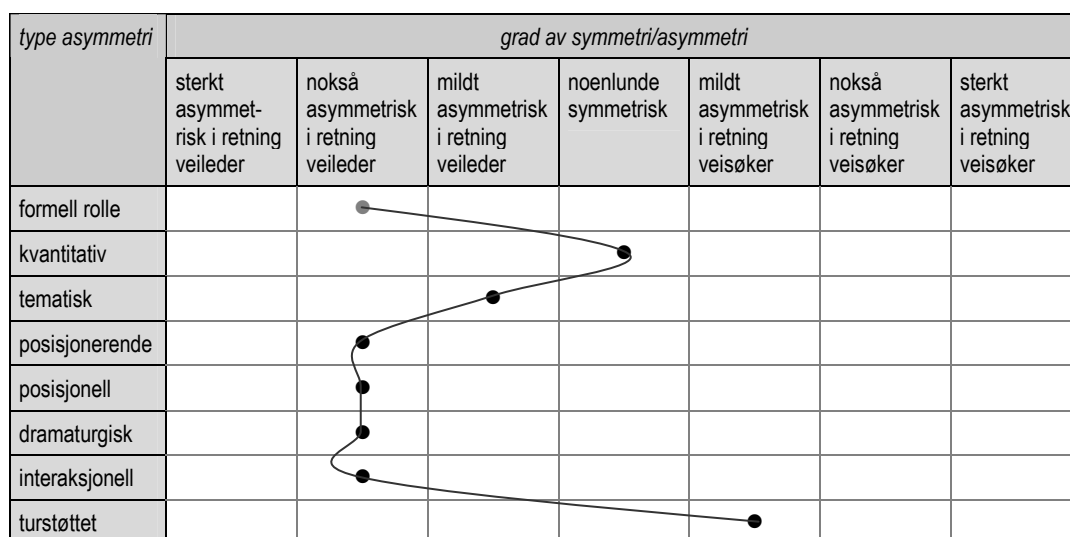 type asymmetri
grad av symmetri/asymmetri
sterkt
asymmet-
risk i retning
veileder
nokså
asymmetrisk
i retning
veileder
mildt
asymmetrisk
i retning
veileder
noenlunde
symmetrisk
mildt
asymmetrisk
i retning
veisøker
nokså
asymmetrisk
i retning
veisøker
sterkt
asymmetrisk
i retning
veisøker
formell rolle
kvantitativ
tematisk
posisjonerende
posisjonell
dramaturgisk
interaksjonell
turstøttet